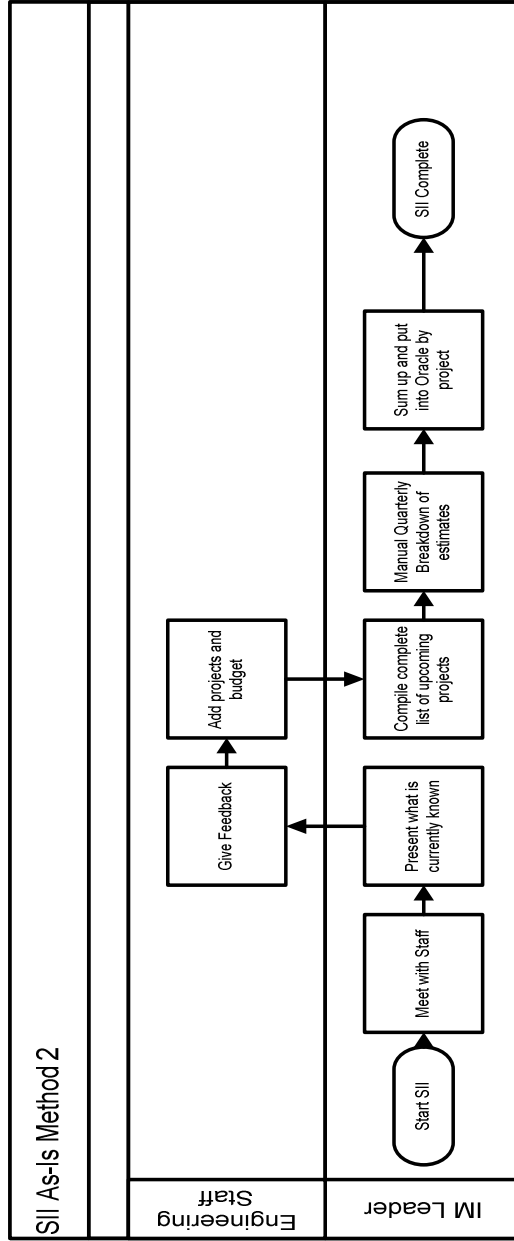 SII As-Is Method 2
Engineering
Staff
Give Feedback
Add projects and
budget
IM Leader
Start SII
Meet with Staff
Present what is
currently known
Compile complete
list of upcoming
projects
Manual Quarterly
Breakdown of
estimates
Sum up and put
into Oracle by
project
SII Complete